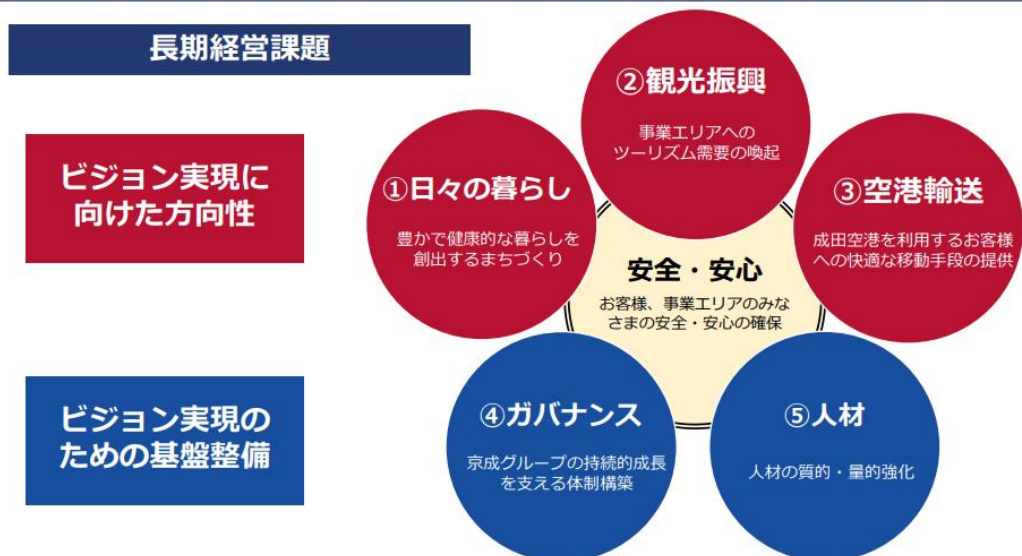 長期経営課題
ビジョン実現に
向けた方向性
①日々の暮らし
豊かで健康的な暮らしを
創出するまちづくり
②観光振興
事業エリアへの
ツーリズム需要の喚起
③空港輸送
成田空港を利用するお客様
への快適な移動手段の提供
安全・安心
お客様、事業エリアのみな
さまの安全・安心の確保
ビジョン実現の
ための基盤整備
④ガバナンス
京成グループの持続的成長
を支える体制構築
⑤人材
人材の質的・量的強化